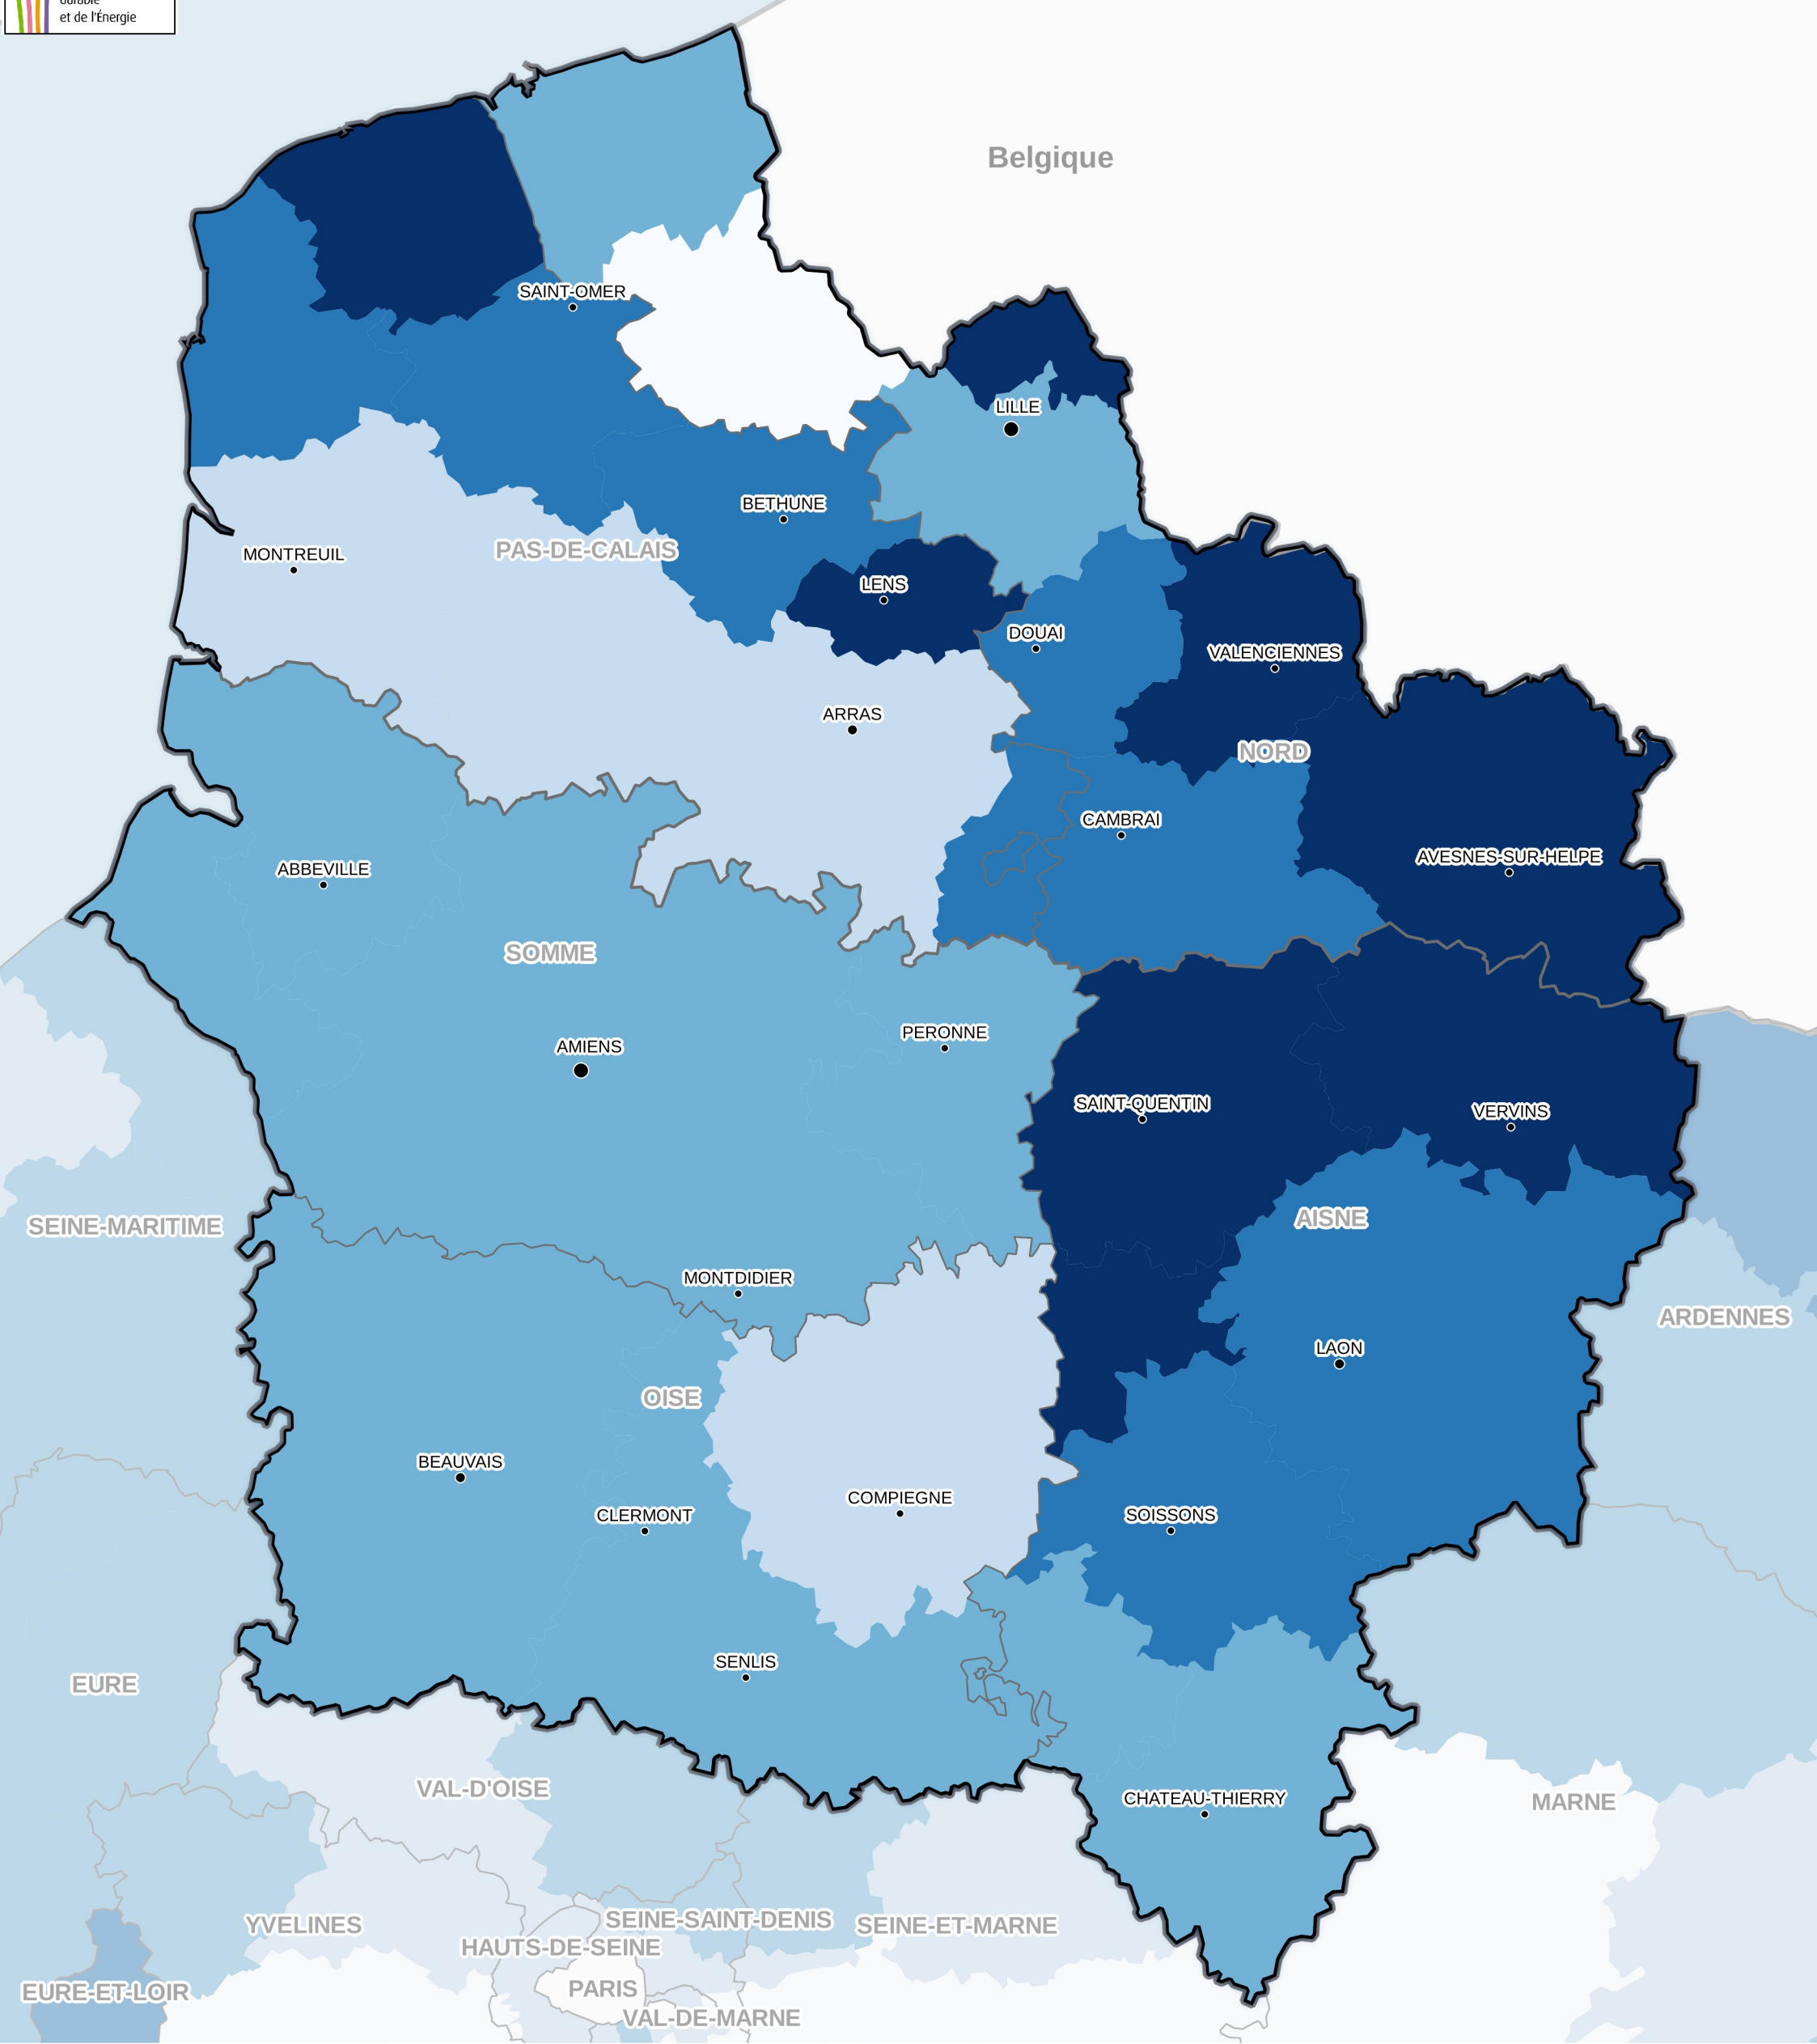 durable
et de l'Énergie
Belgique
SAINT-OMER
LILLE
BETHUNE
PAS-DE-CALAIS
MONTREUIL
LENS
DOUAI
VALENCIENNES
ARRAS
NORD
CAMBRAI
AVESNES-SUR-HELPE
ABBEVILLE
SOMME
PERONNE
AMIENS
SAINT-QUENTIN
VERVINS
AISNE
SEINE-MARITIME
MONTDIDIER
ARDENNES
LAON
OISE
BEAUVAIS
COMPIEGNE
CLERMONT
SOISSONS
SENLIS
EURE
VAL-D'OISE
CHATEAU-THIERRY
MARNE
SEINE-SAINT-DENIS
YVELINES
SEINE-ET-MARNE
HAUTS-DE-SEINE
PARIS
EURE-ET-LOIR
VAL-DE-MARNE